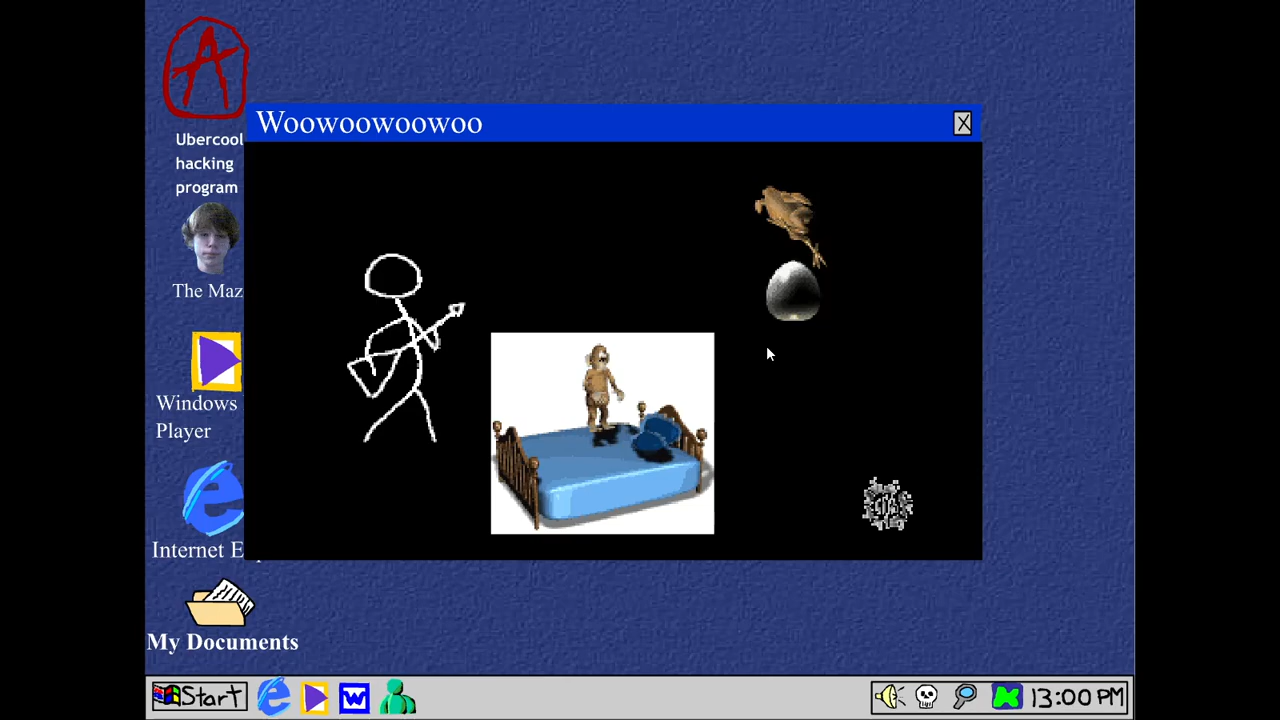 A
Ubercool
hacking
program
Woowoowoowoo
X
The Maz
Windows
Player
Internet E
My Documents
Start
W
13:00 PM